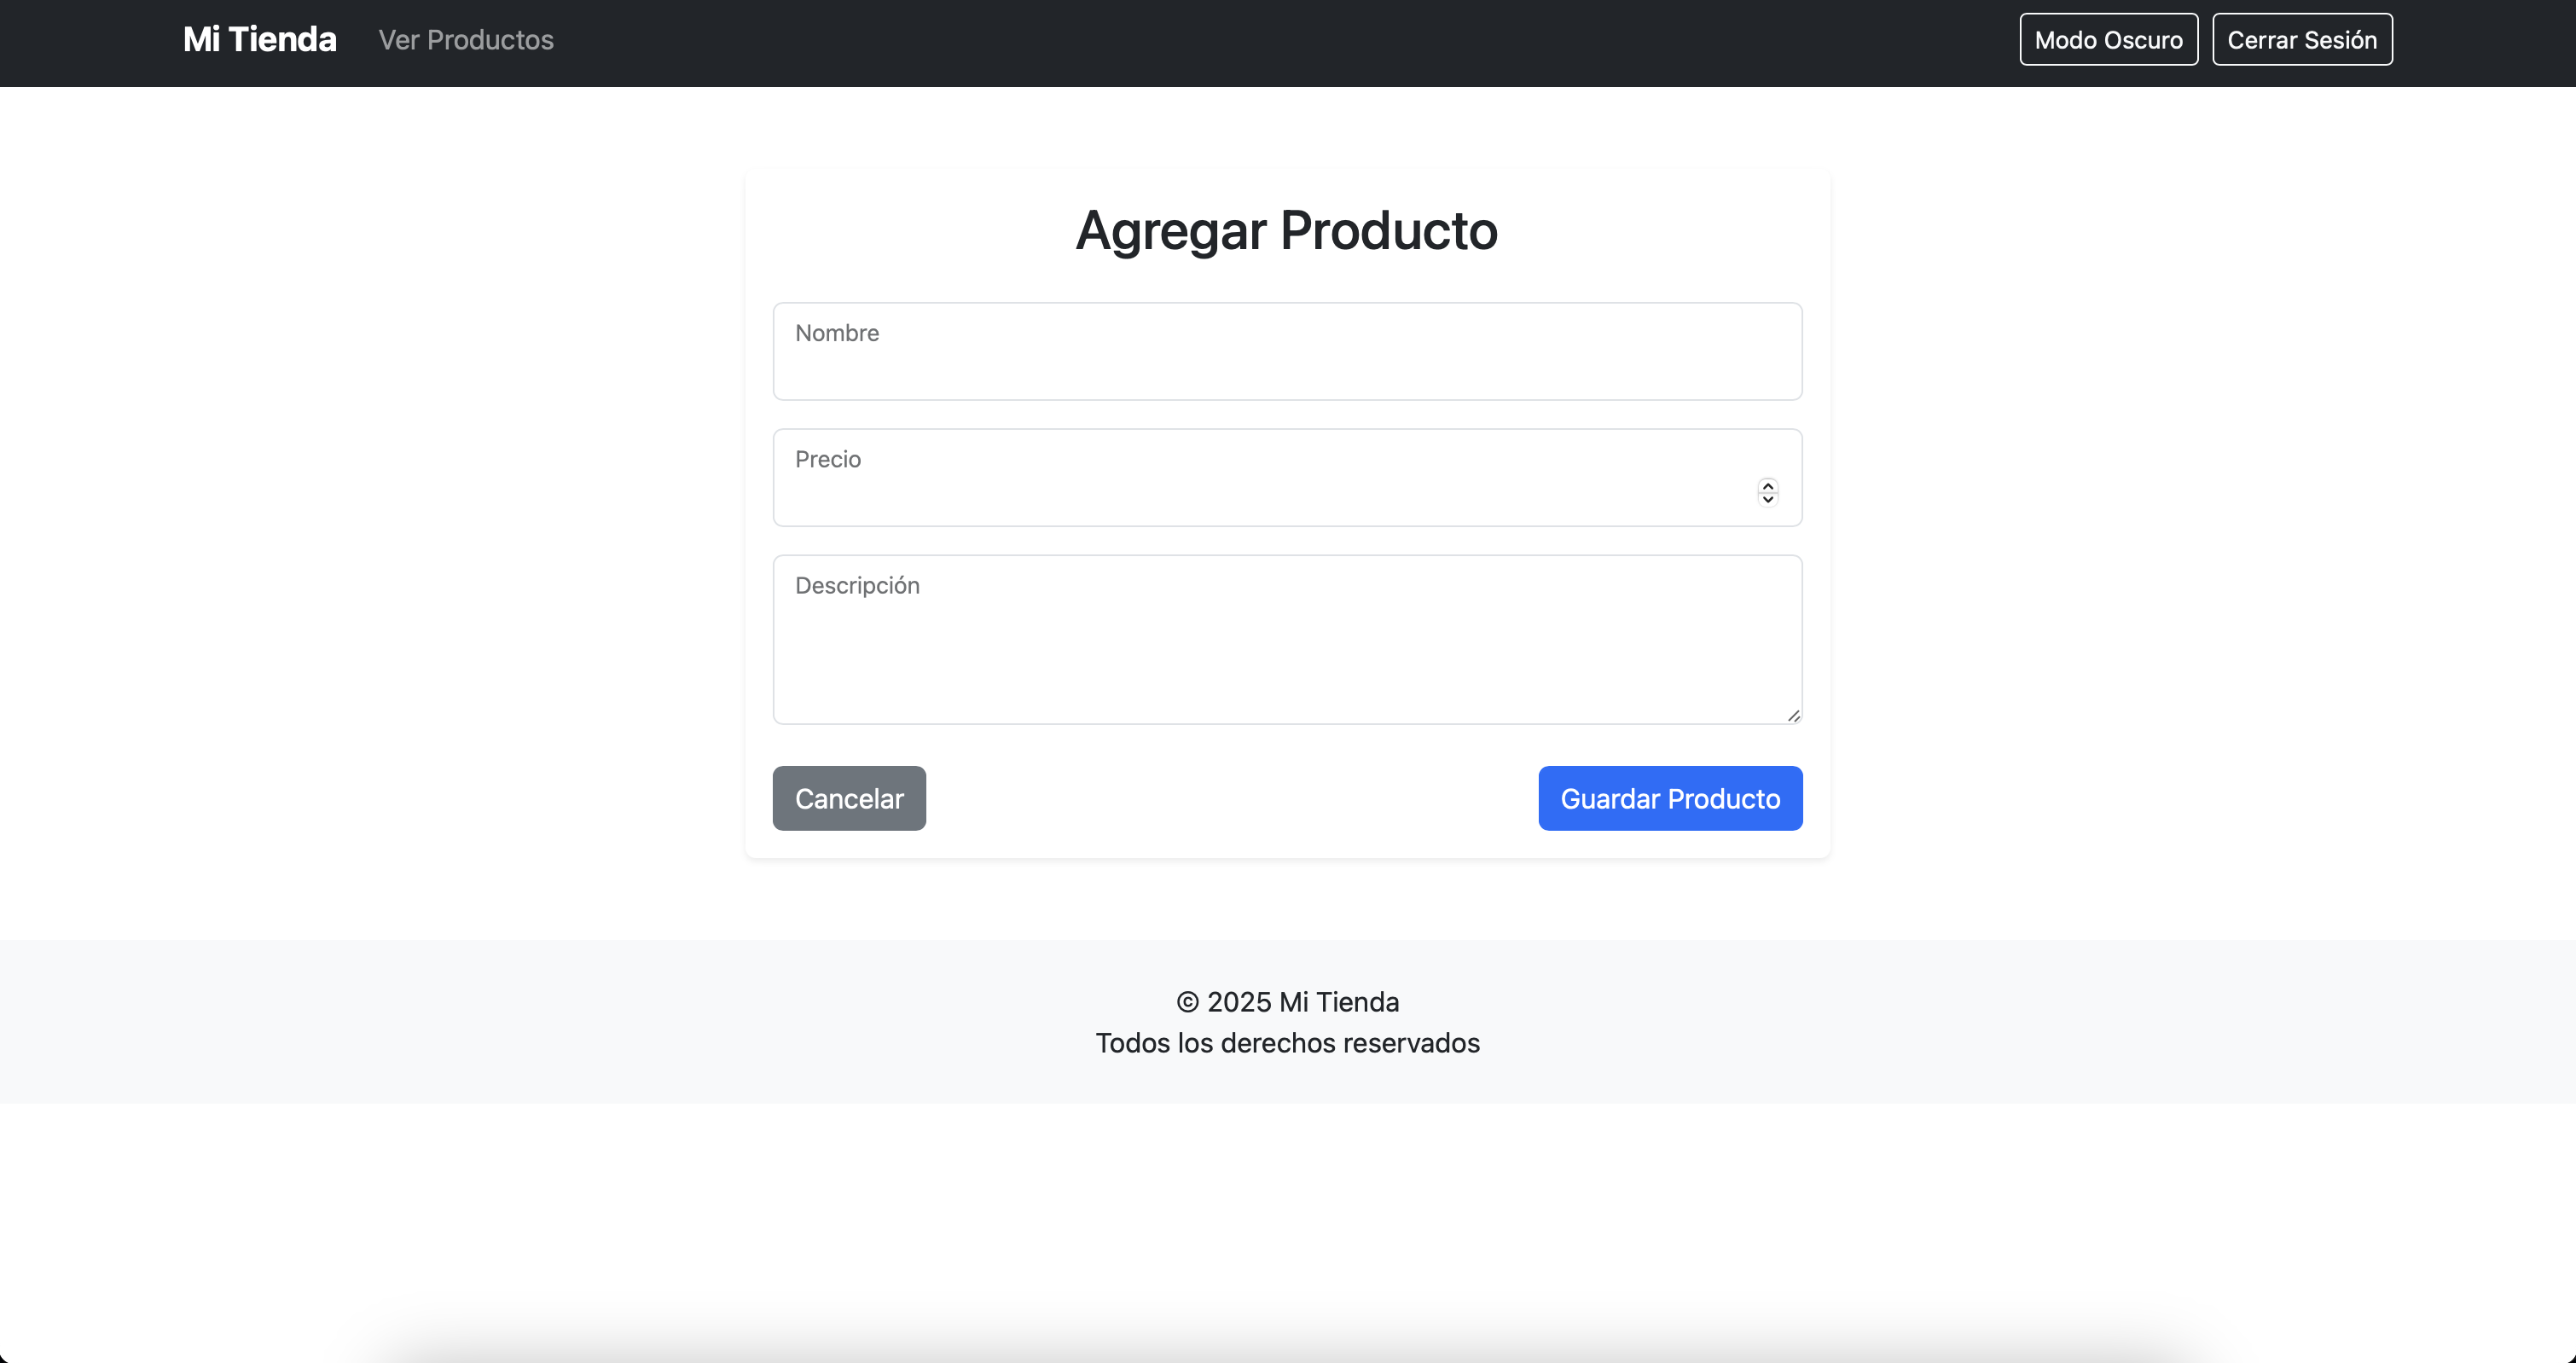 Mi Tienda Ver Productos Modo Oscuro Cerrar Sesión
Agregar Producto
Nombre
Precio
Descripción
Cancelar Guardar Producto
© 2025 Mi Tienda
Todos los derechos reservados